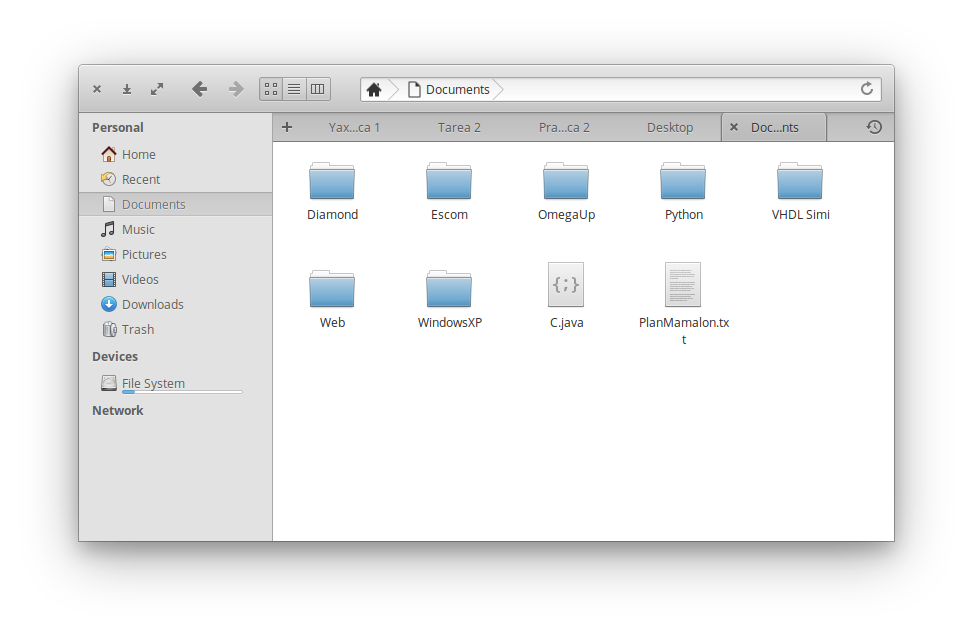 Documents
Personal
Yax...ca 1
Tarea 2
Pra...ca 2
Desktop
Doc...nts
Home
Recent
Documents
Music
Pictures
Videos
Downloads
Trash
Devices
File System
Network
Diamond
Escom
OmegaUp
Python
VHDL Simi
Web
WindowsXP
{;}
C.java
PlanMamalon.tx
t